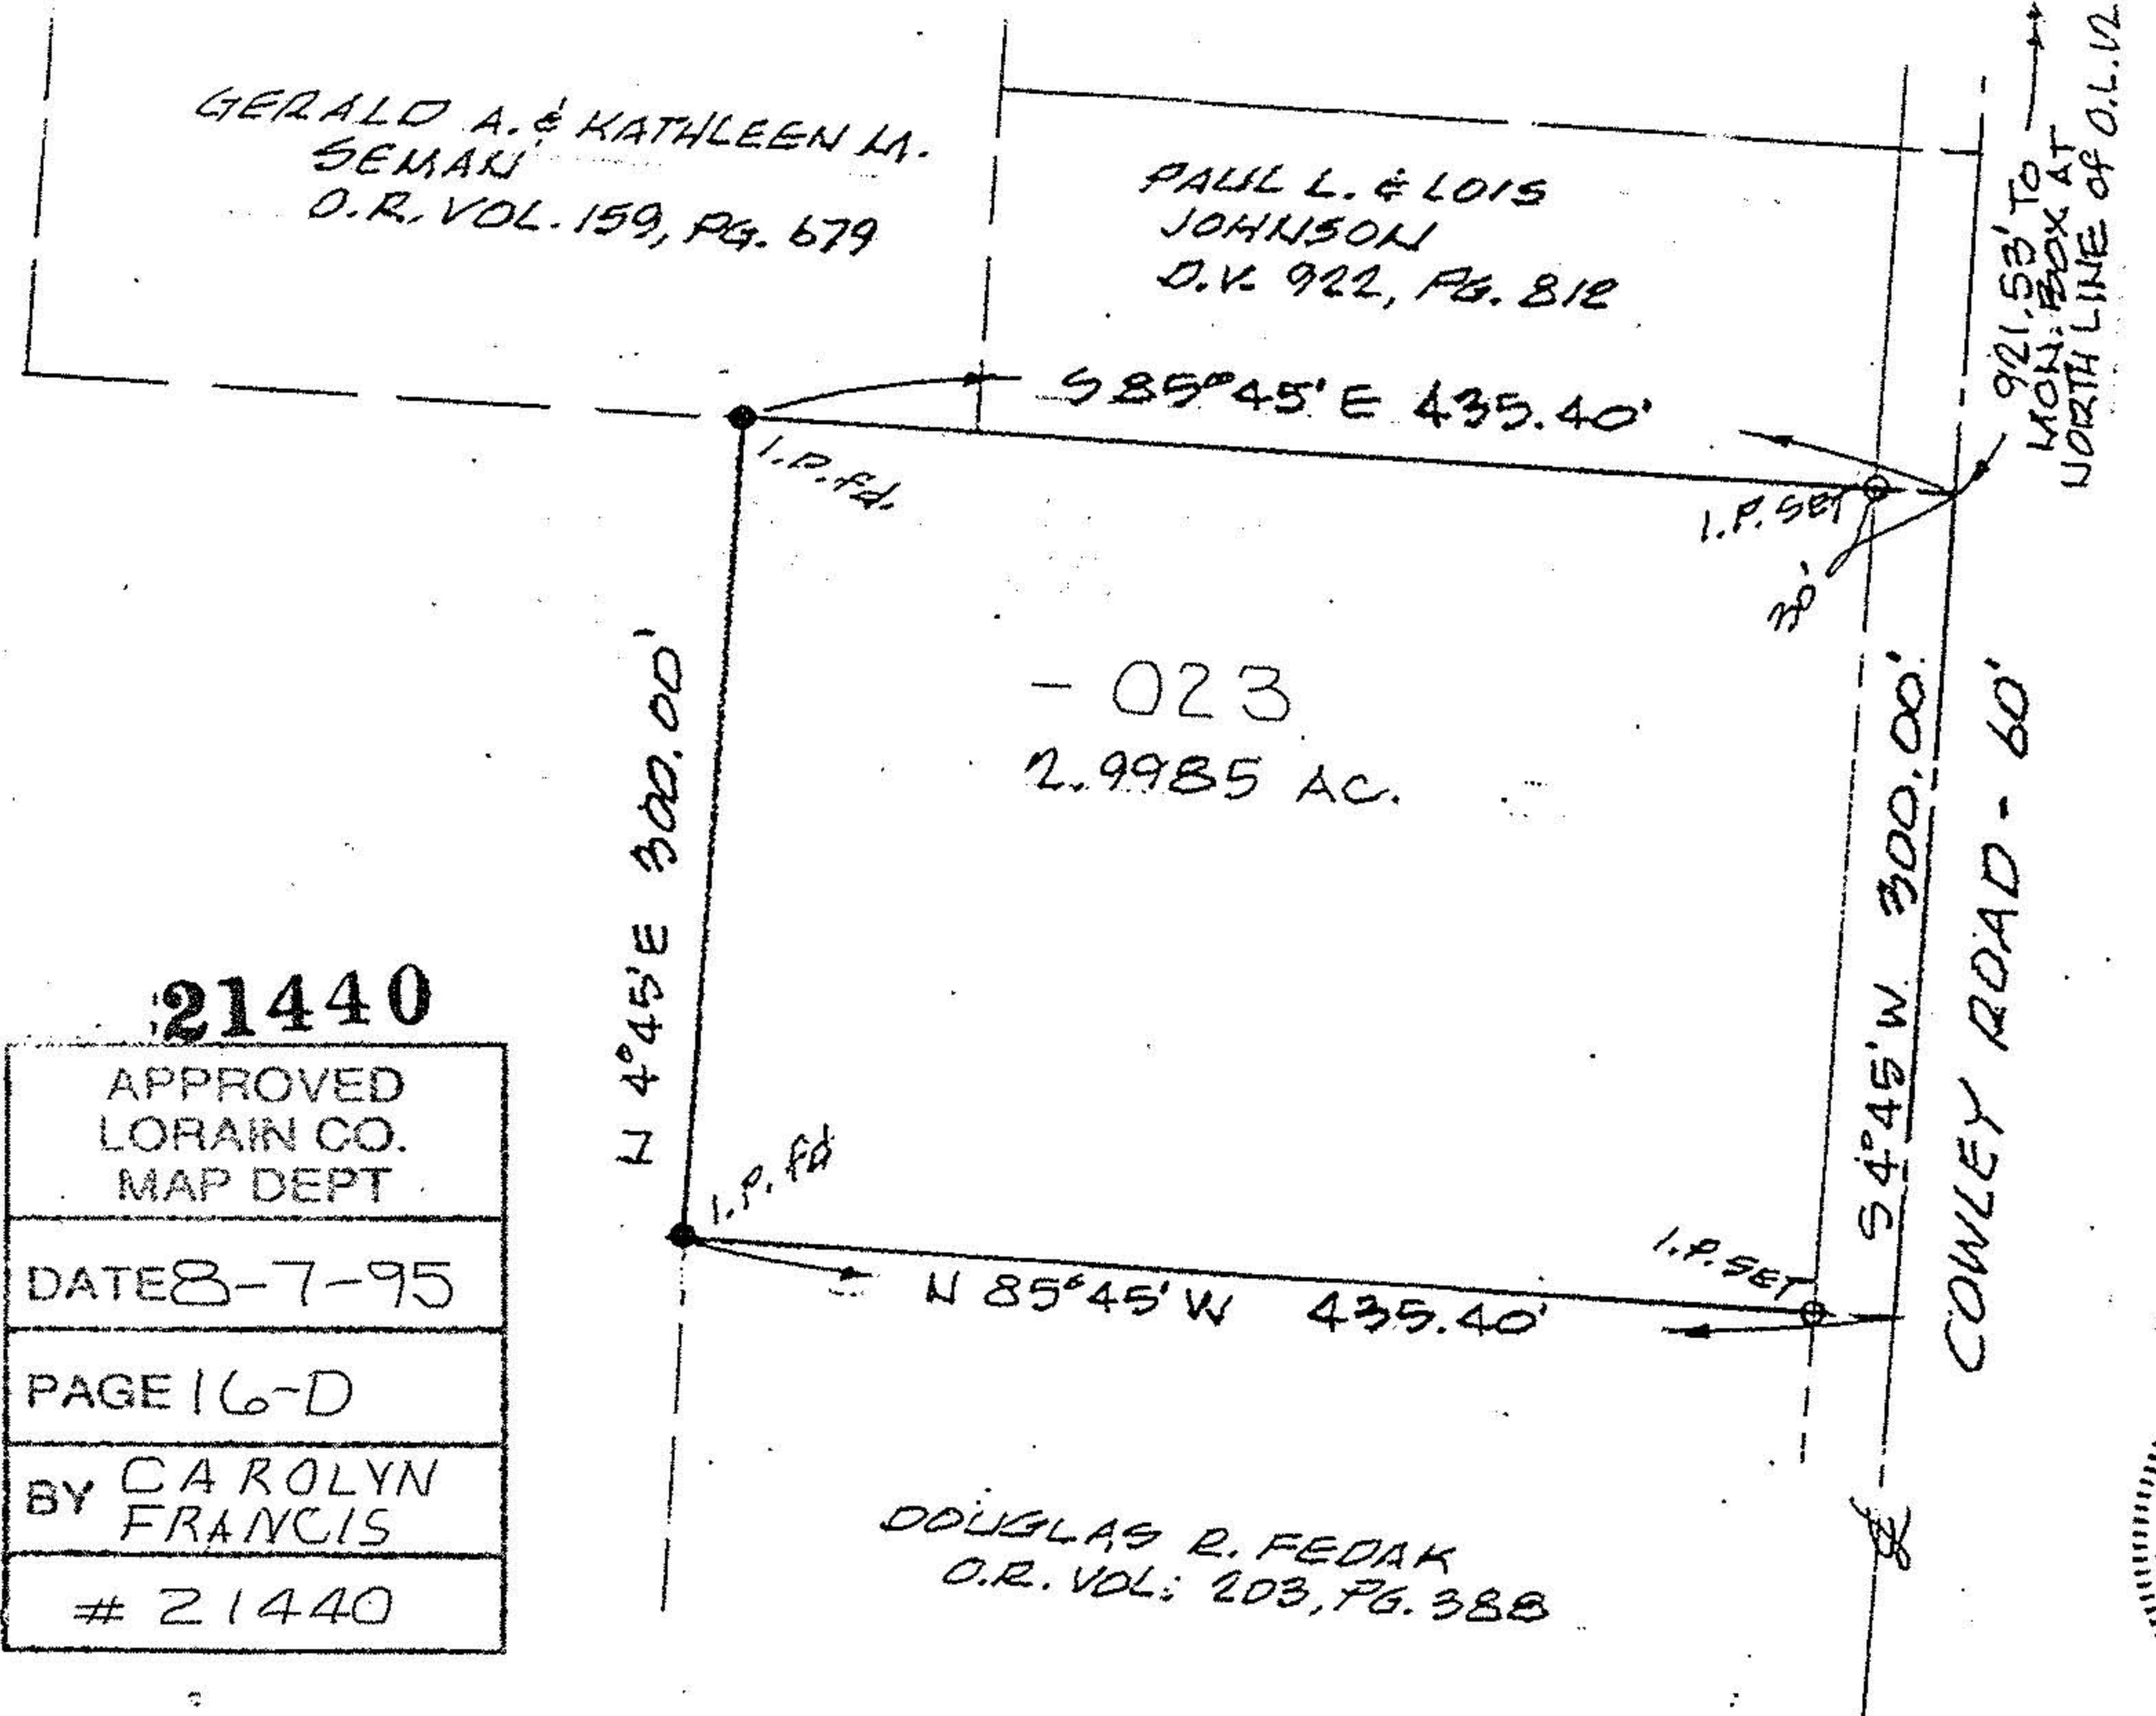 GERALD A. & KATHLEEN M.
SEMAN
O.R. VOL. 159, PG. 679
PAUL L. & LOIS
JOHNSON
D.V. 922, PG. 812
921.53' TO
MON. BOX AT
NORTH LINE of O.L. 12
S 85° 45' E 435.40'
I.P. Fd.
I.P. SET
30'
N 4° 45' E 300.00'
- 023
2.9985 AC.
S 4° 45' W 300.00'
COWLEY ROAD - 60'
I.P. fd
I.P. SET
N 85° 45' W 435.40'
21440
APPROVED
LORAIN CO.
MAP DEPT
DATE 8-7-95
PAGE 16-D
BY CAROLYN
FRANCIS
# 21440
DOUGLAS R. FEDAK
O.R. VOL. 203, PG. 388